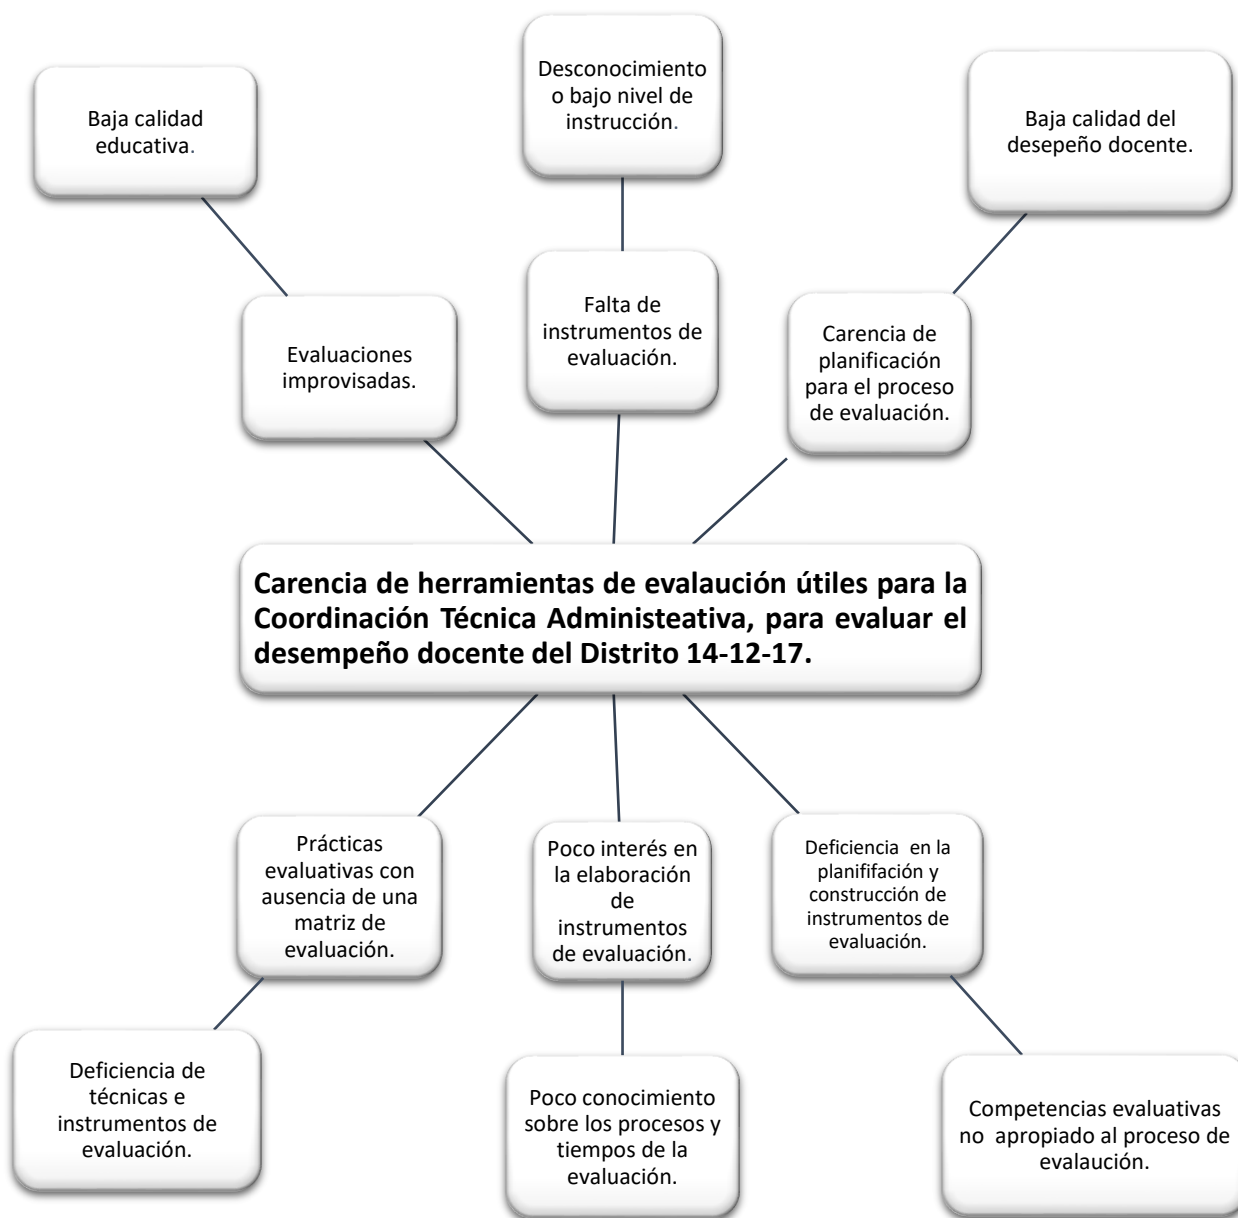 Desconocimiento
o bajo nivel de
instrucción.
Baja calidad
educativa.
Baja calidad del
desepeño docente.
Falta de
instrumentos de
evaluación.
Evaluaciones
improvisadas.
Carencia de
planificación
para el proceso
de evaluación.
Carencia de herramientas de evalaución útiles para la
Coordinación Técnica Administeativa, para evaluar el
desempeño docente del Distrito 14-12-17.
Prácticas
evaluativas con
ausencia de una
matriz de
evaluación.
Poco interés en
la elaboración
de
instrumentos
de evaluación.
Deficiencia en la
planififación y
construcción de
instrumentos de
evaluación.
Deficiencia de
técnicas e
instrumentos de
evaluación.
Poco conocimiento
sobre los procesos y
tiempos de la
evaluación.
Competencias evaluativas
no apropiado al proceso de
evalaución.